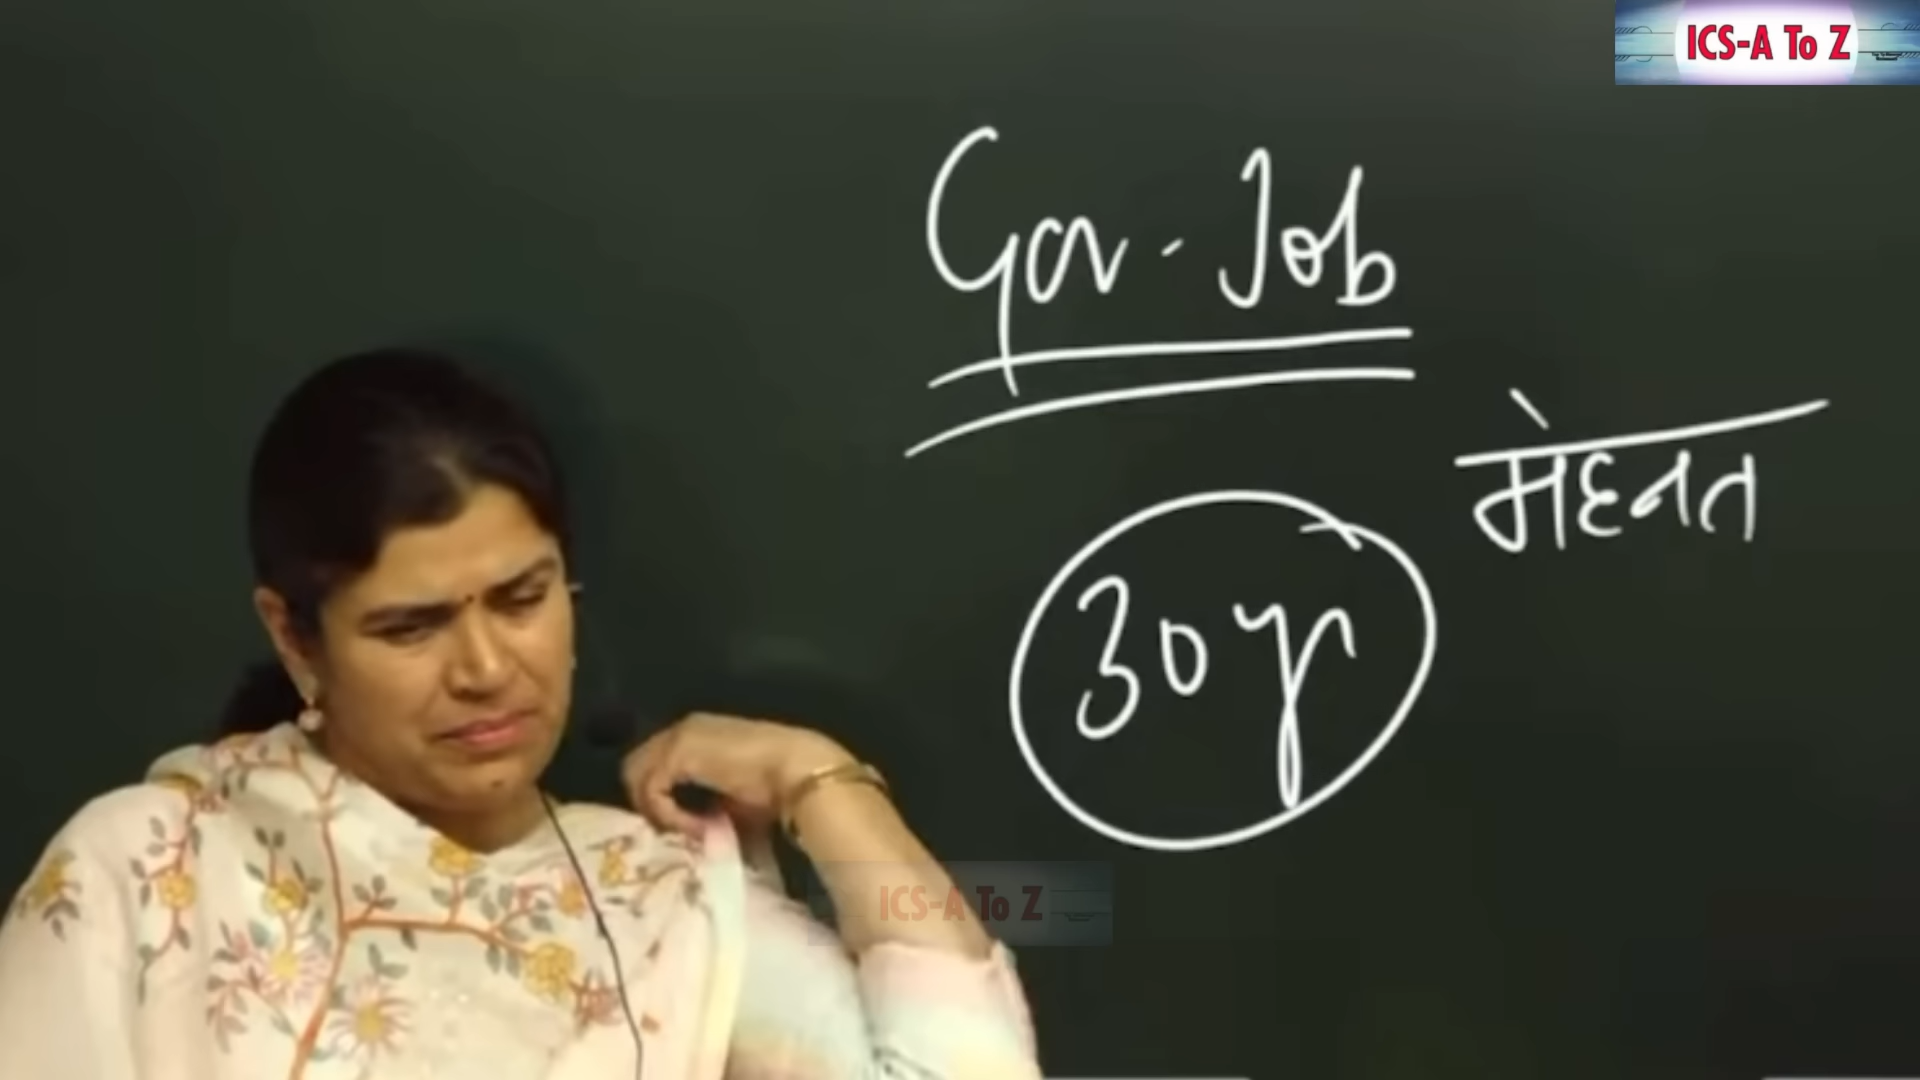 ICS-A To Z
Gov. Job
मेहनत
30 yr
ICS-A To Z